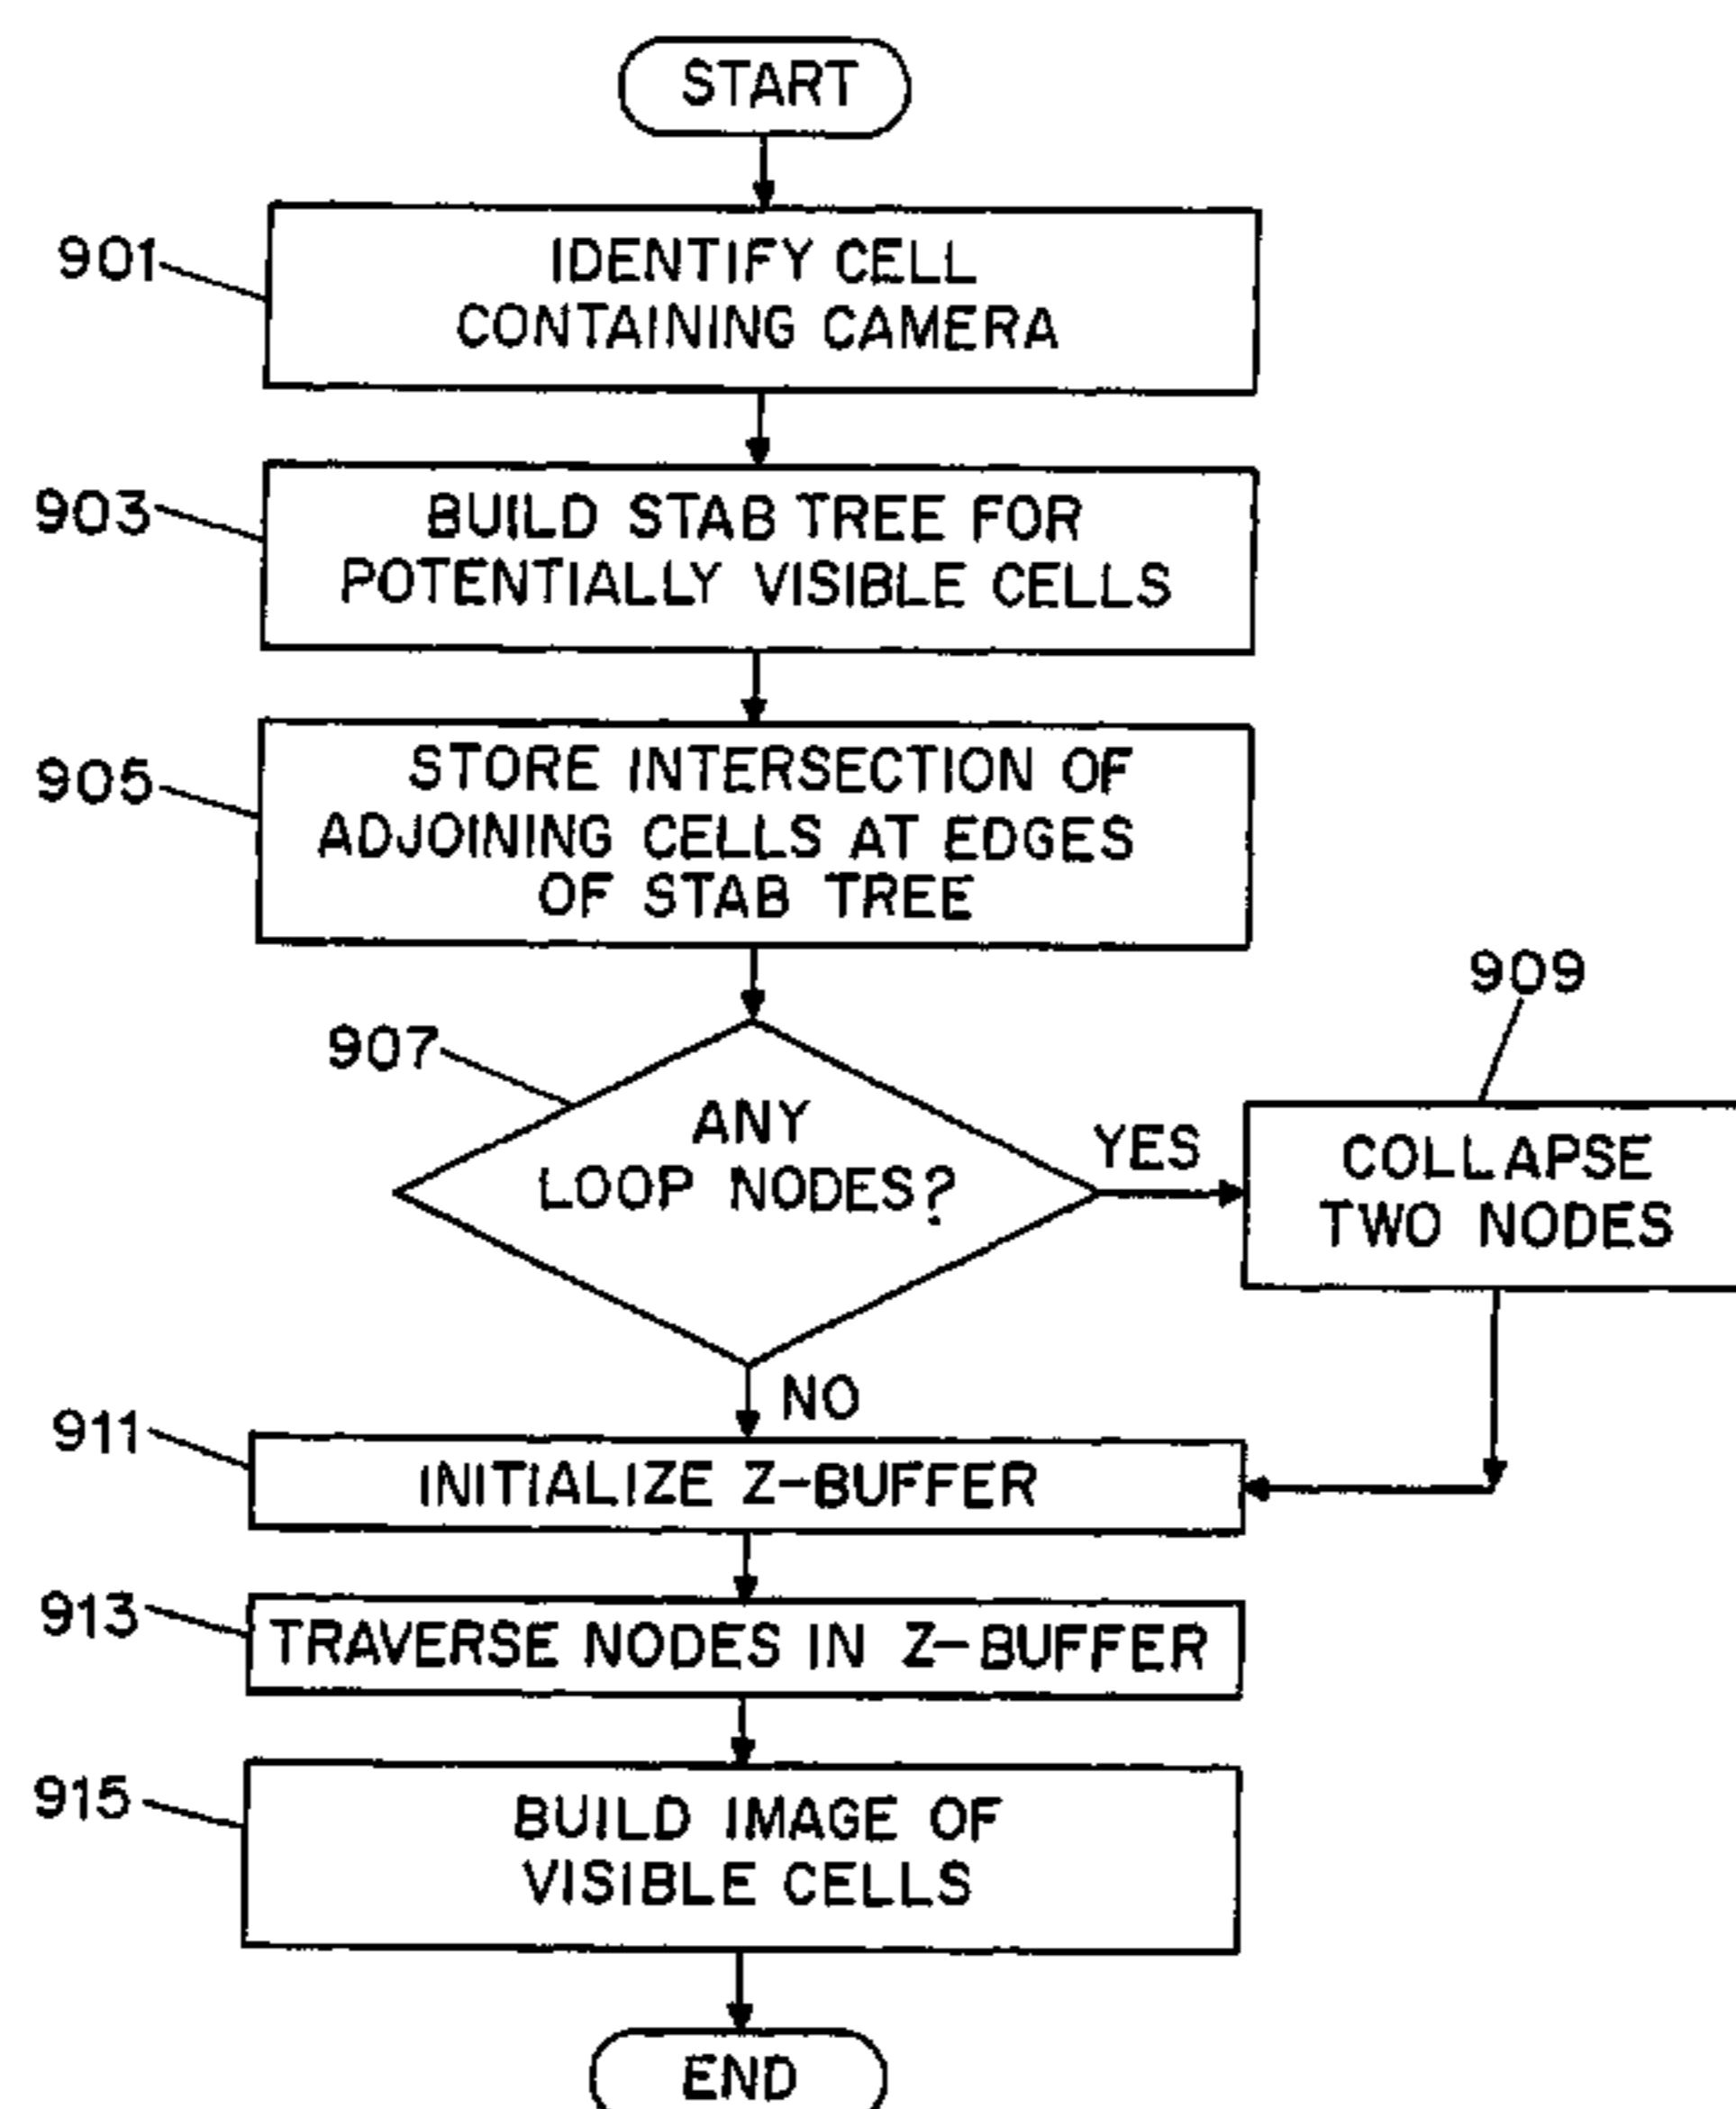 START
901
IDENTIFY CELL
CONTAINING CAMERA
903
BUILD STAB TREE FOR
POTENTIALLY VISIBLE CELLS
905
STORE INTERSECTION OF
ADJOINING CELLS AT EDGES
OF STAB TREE
907
ANY
LOOP NODES?
YES
909
COLLAPSE
TWO NODES
NO
911
INITIALIZE Z-BUFFER
913
TRAVERSE NODES IN Z-BUFFER
915
BUILD IMAGE OF
VISIBLE CELLS
END